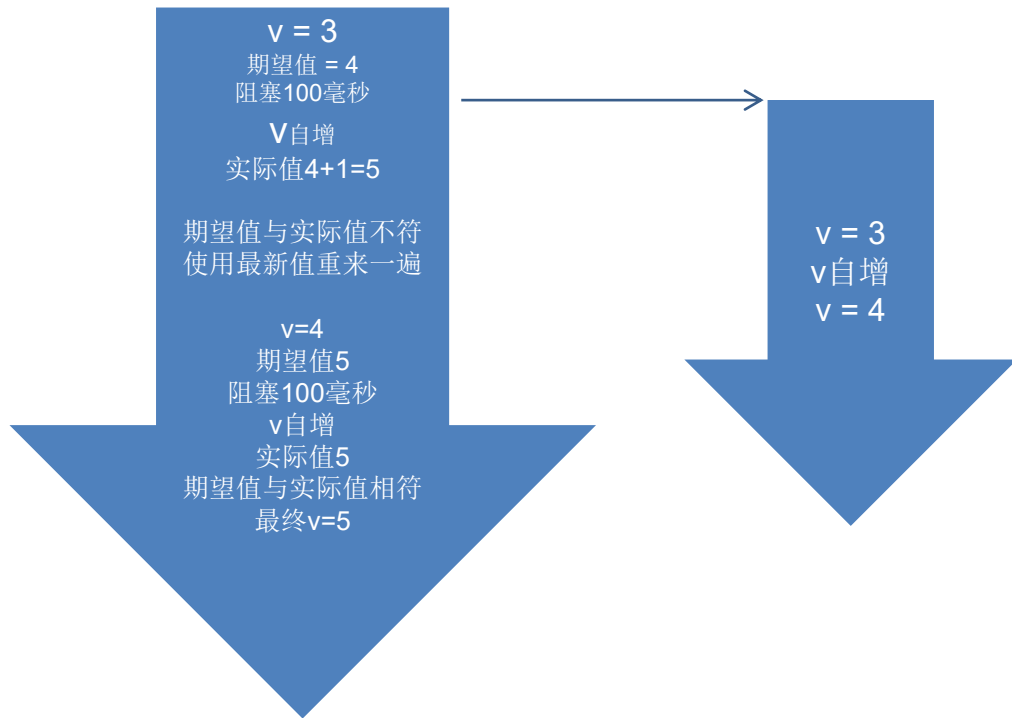 v = 3
期望值 = 4
阻塞100毫秒
V自增
实际值4+1=5
期望值与实际值不符
使用最新值重来一遍
v=4
期望值5
阻塞100毫秒
v自增
实际值5
期望值与实际值相符
最终v=5
v = 3
v自增
v = 4